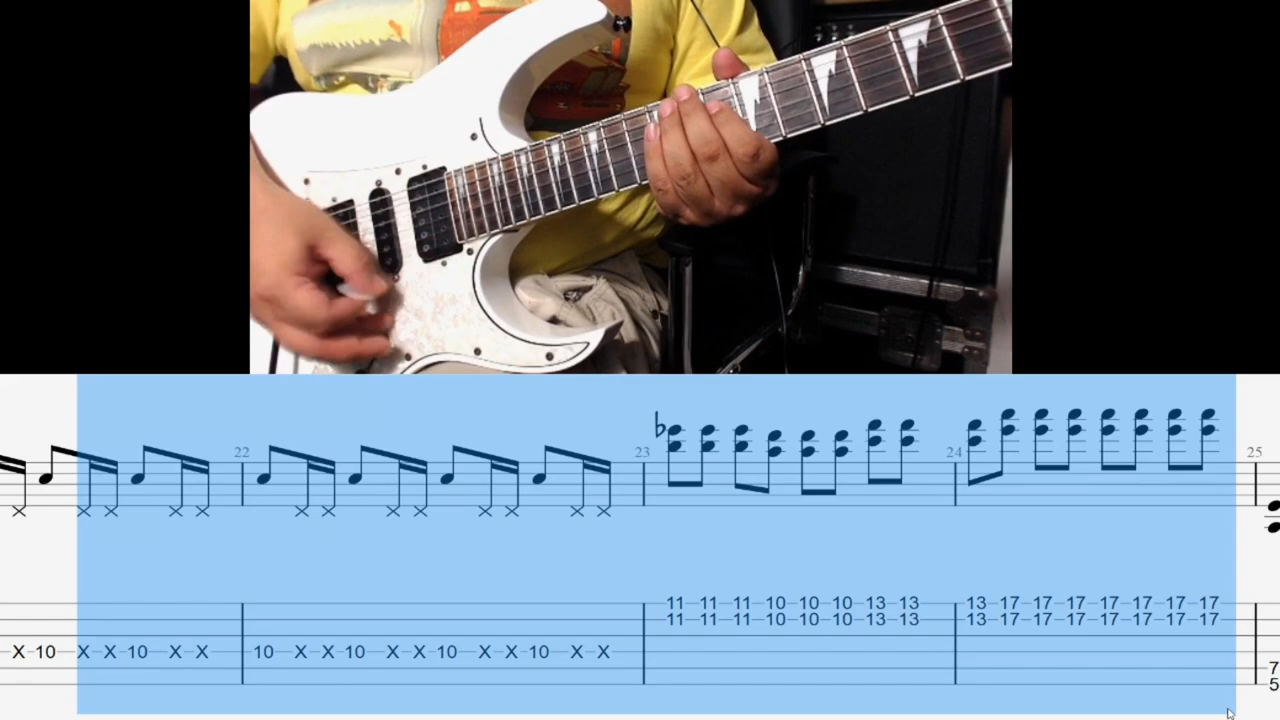 22 23 24 25
11 11 11 10 10 10 13 13 13 17 17 17 17 17 17 17
11 11 11 10 10 10 13 13 13 17 17 17 17 17 17 17
X 10 X X 10 X X 10 X X 10 X X 10 X X 10 X X
7
5